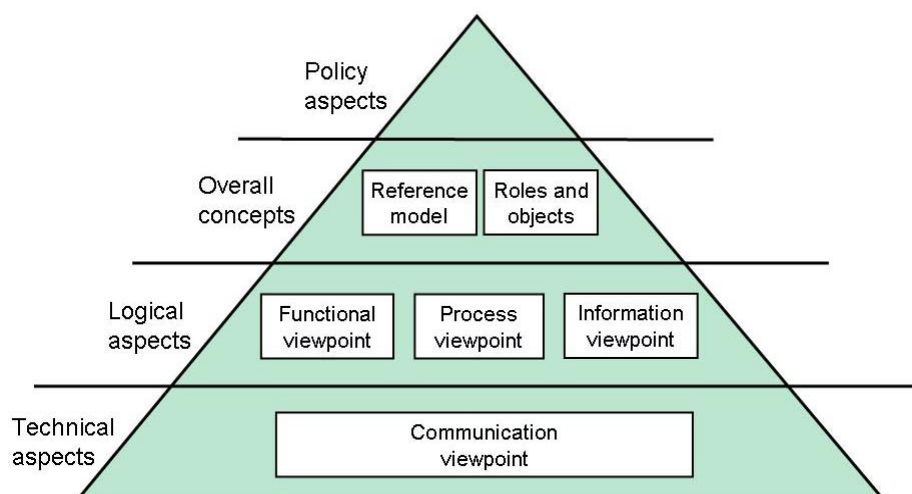 Policy
aspects
Overall
concepts
Reference
model
Roles and
objects
Logical
aspects
Functional
viewpoint
Process
viewpoint
Information
viewpoint
Technical
aspects
Communication
viewpoint